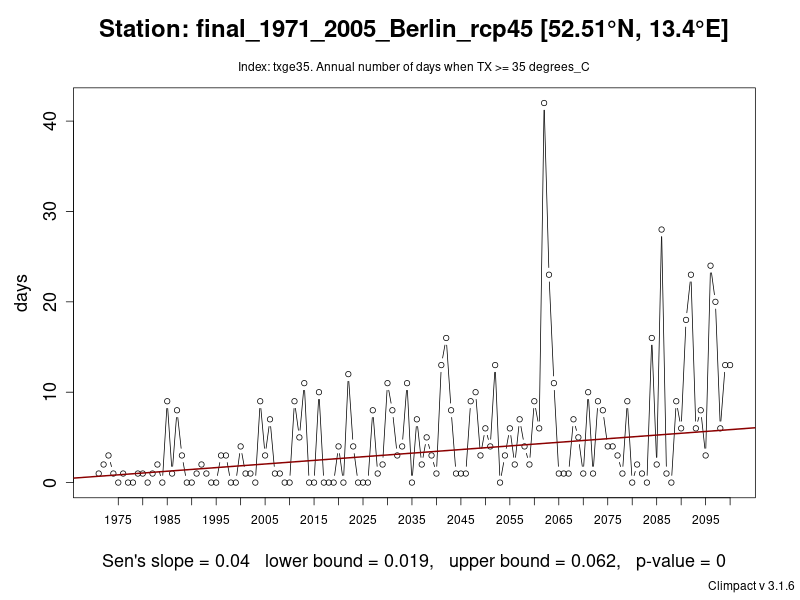 Station: final_1971_2005_Berlin_rcp45 [52.51°N, 13.4°E]
Index: txge35. Annual number of days when TX >= 35 degrees_C
days
40
30
20
10
0
1975 1985 1995 2005 2015 2025 2035 2045 2055 2065 2075 2085 2095
Sen's slope = 0.04 lower bound = 0.019, upper bound = 0.062, p-value = 0
Climpact v 3.1.6